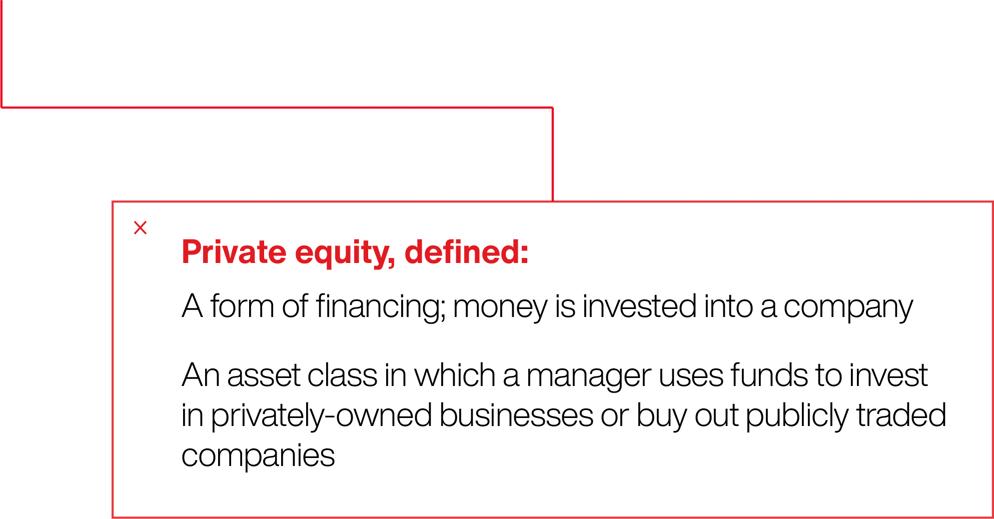 Private equity, defined:
A form of financing; money is invested into a company
An asset class in which a manager uses funds to invest
in privately-owned businesses or buy out publicly traded
companies